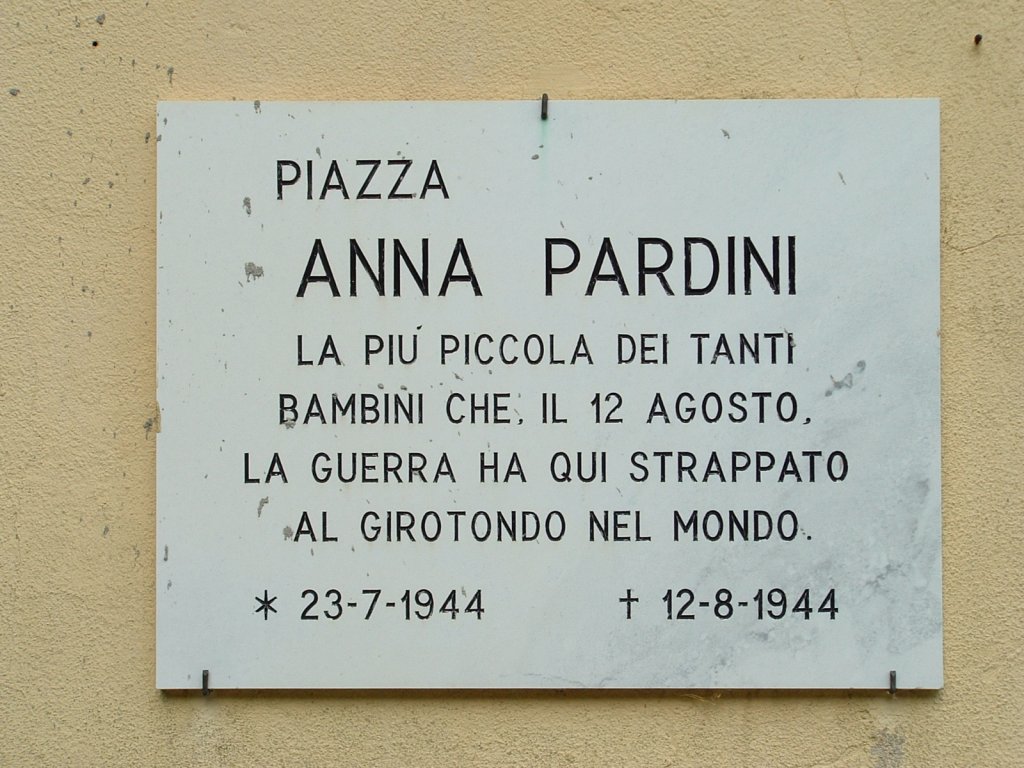 PIAZZA
ANNA PARDINI
LA PIÚ PICCOLA DEI TANTI
BAMBINI CHE, IL 12 AGOSTO,
LA GUERRA HA QUI STRAPPATO
AL GIROTONDO NEL MONDO.
* 23-7-1944 † 12-8-1944